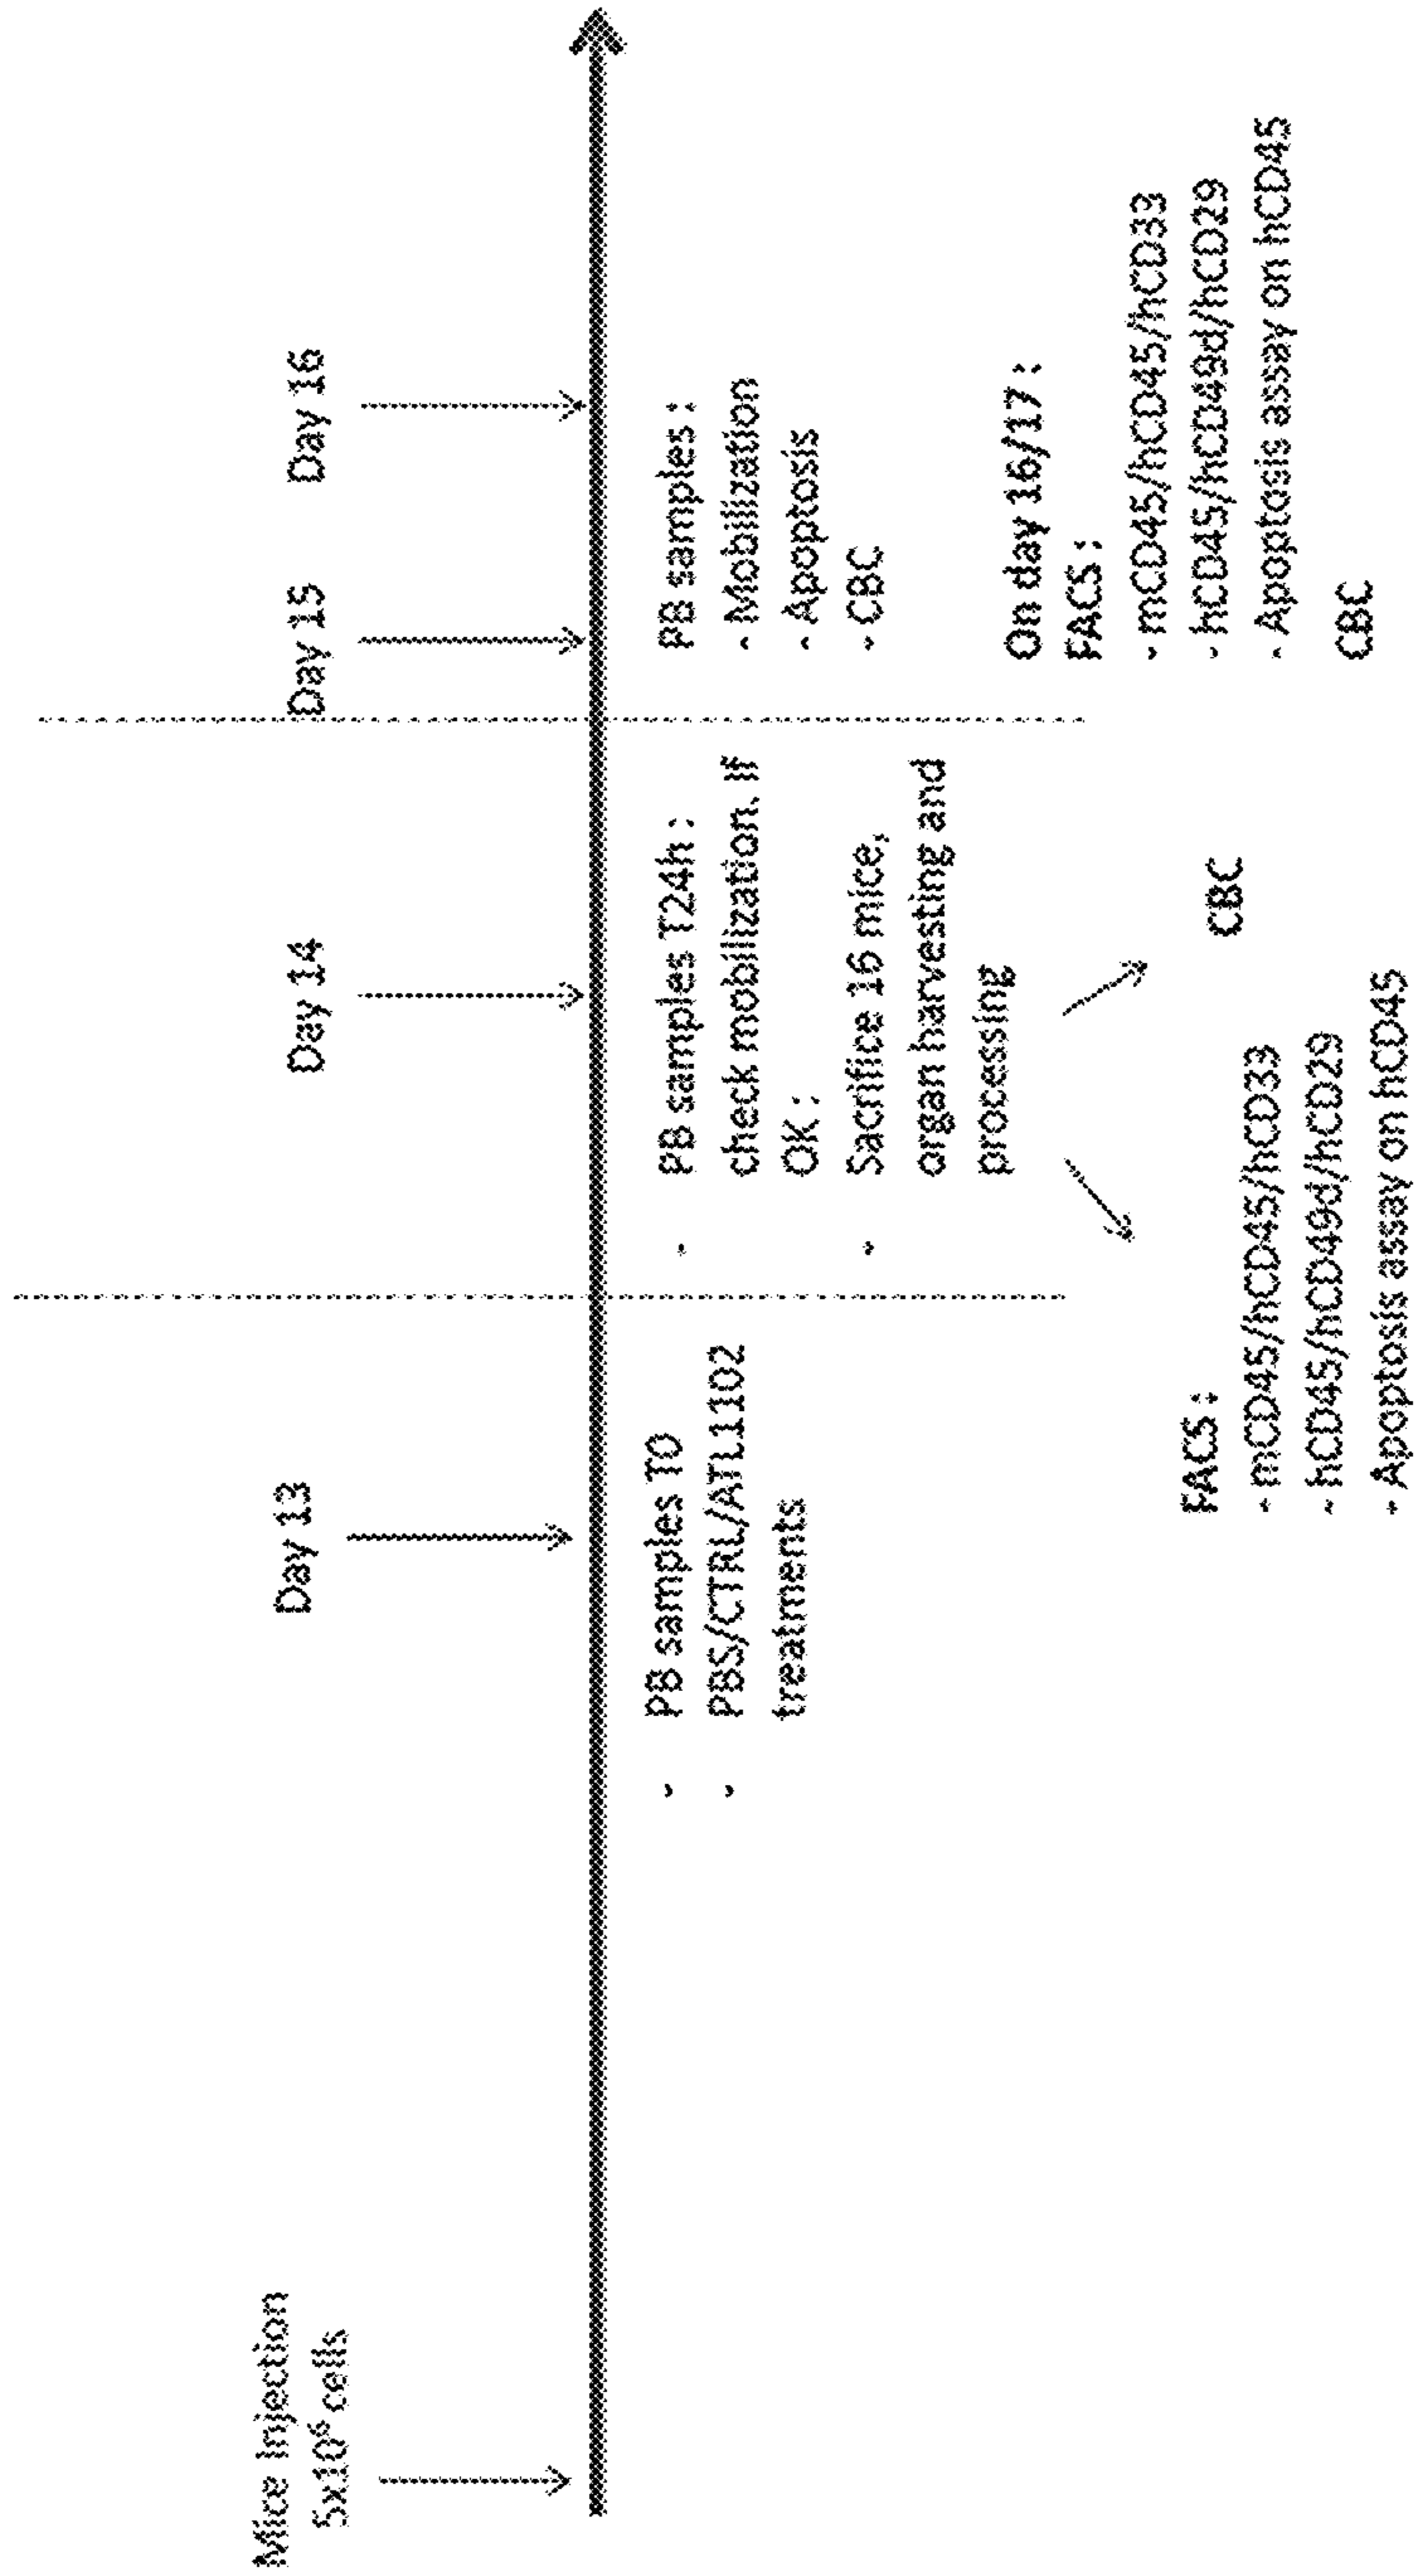 Mice Injection
5x10⁶ cells
Day 13
Day 14
Day 15
Day 16
- PB samples T0
- PBS/CTRL/ATL1102
treatments
- PB samples T24h :
check mobilization. If
OK :
- Sacrifice 16 mice,
organ harvesting and
processing
FACS :
- mCD45/hCD45/hCD33
- hCD45/hCD49d/hCD29
- Apoptosis assay on hCD45
CBC
PB samples :
- Mobilization
- Apoptosis
- CBC
On day 16/17 :
FACS :
- mCD45/hCD45/hCD33
- hCD45/hCD49d/hCD29
- Apoptosis assay on hCD45
CBC